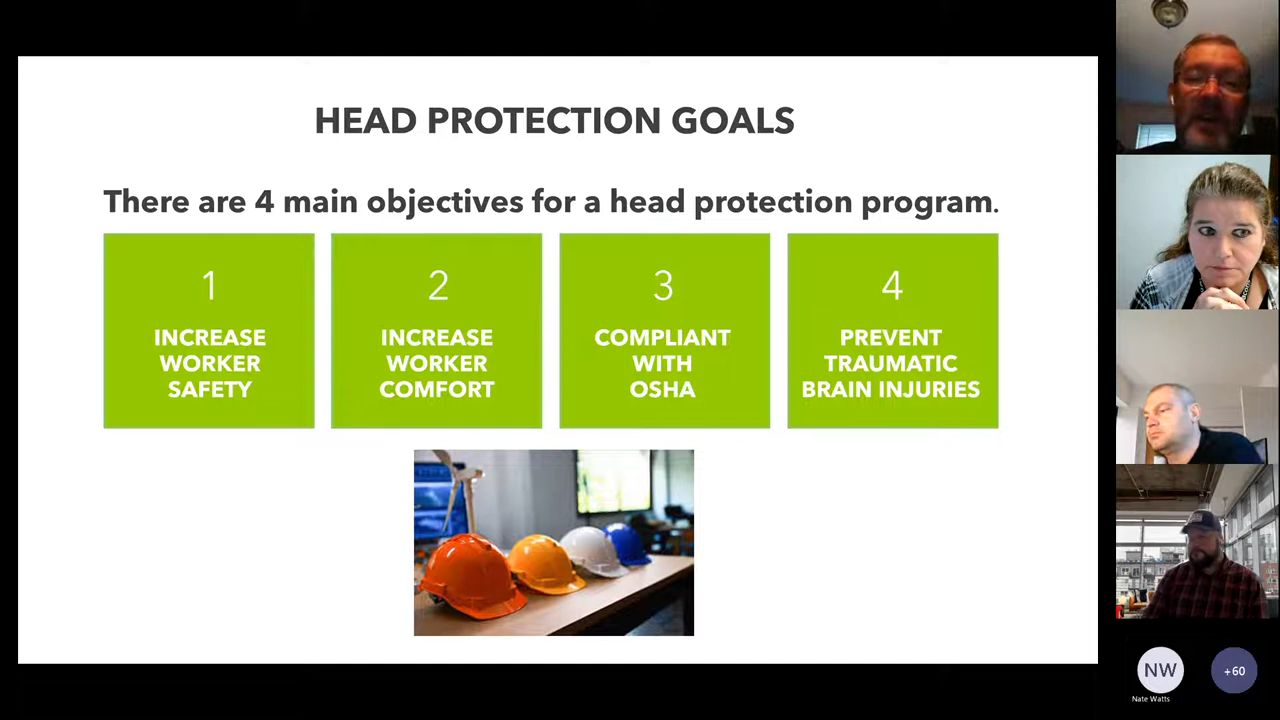 HEAD PROTECTION GOALS
There are 4 main objectives for a head protection program.
1
INCREASE
WORKER
SAFETY
2
INCREASE
WORKER
COMFORT
3
COMPLIANT
WITH
OSHA
4
PREVENT
TRAUMATIC
BRAIN INJURIES
NW
Nate Watts
+60